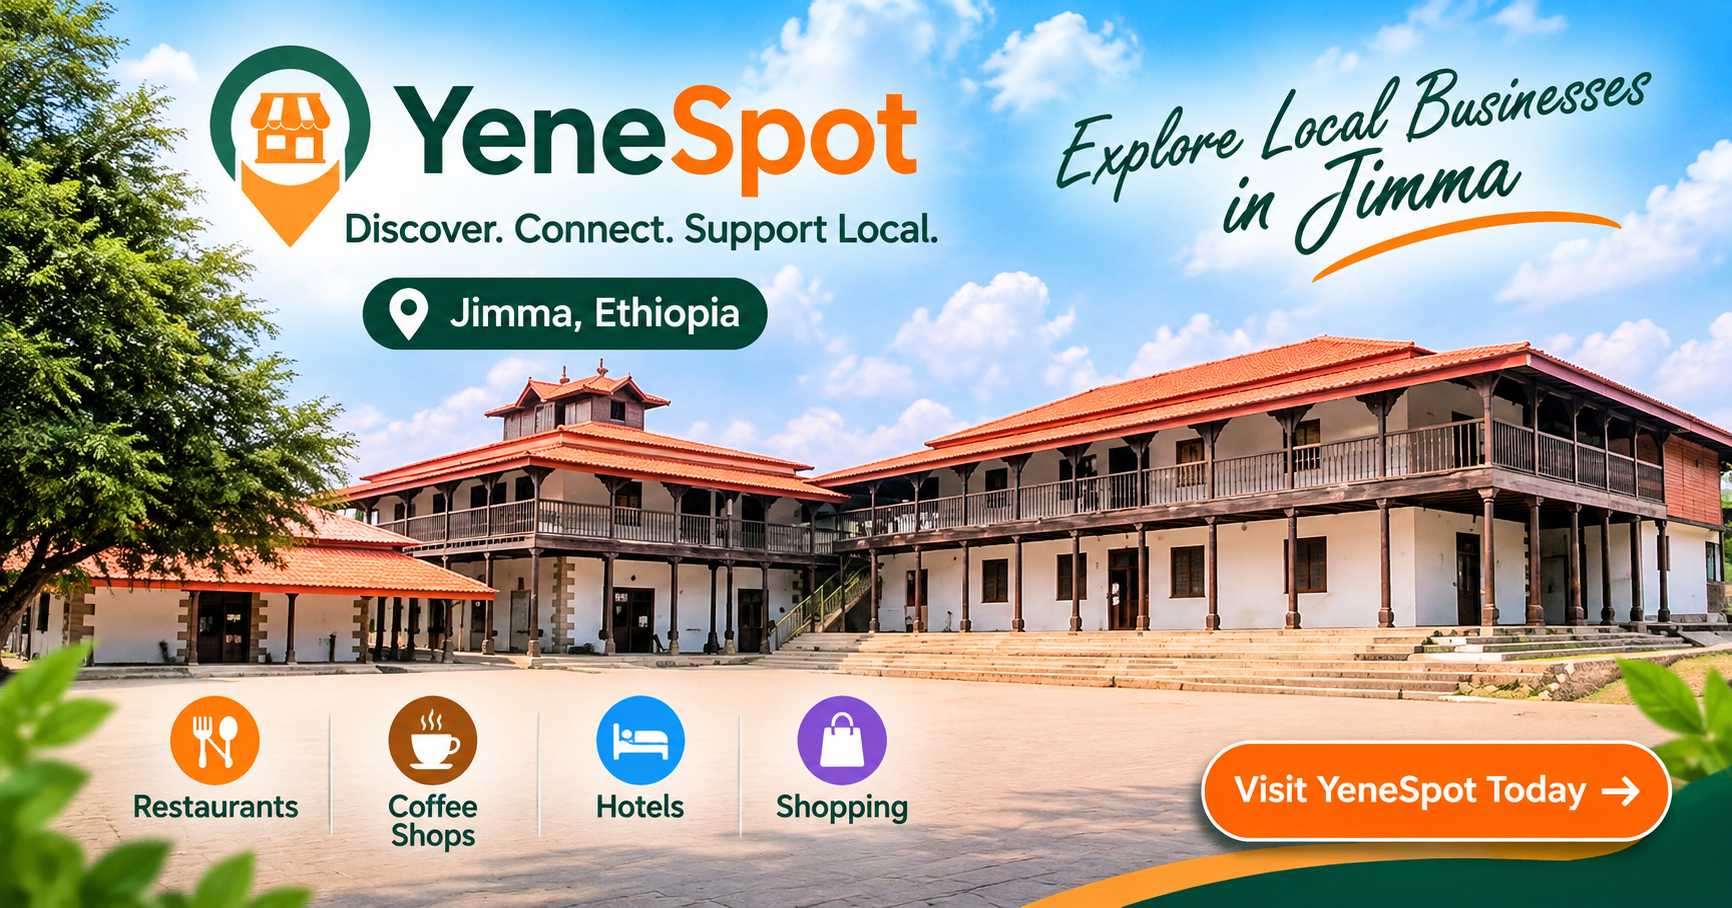 YeneSpot
Discover. Connect. Support Local.
Jimma, Ethiopia
Explore Local Businesses
in Jimma
Restaurants
Coffee
Shops
Hotels
Shopping
Visit YeneSpot Today